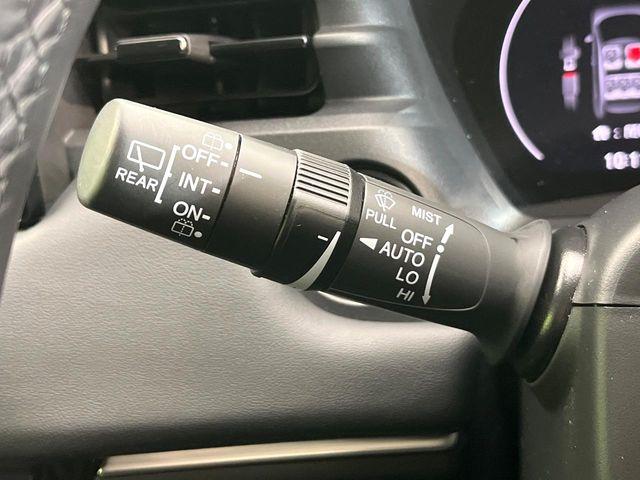 REAR
OFF
INT
ON
PULL
MIST
OFF
AUTO
LO
HI